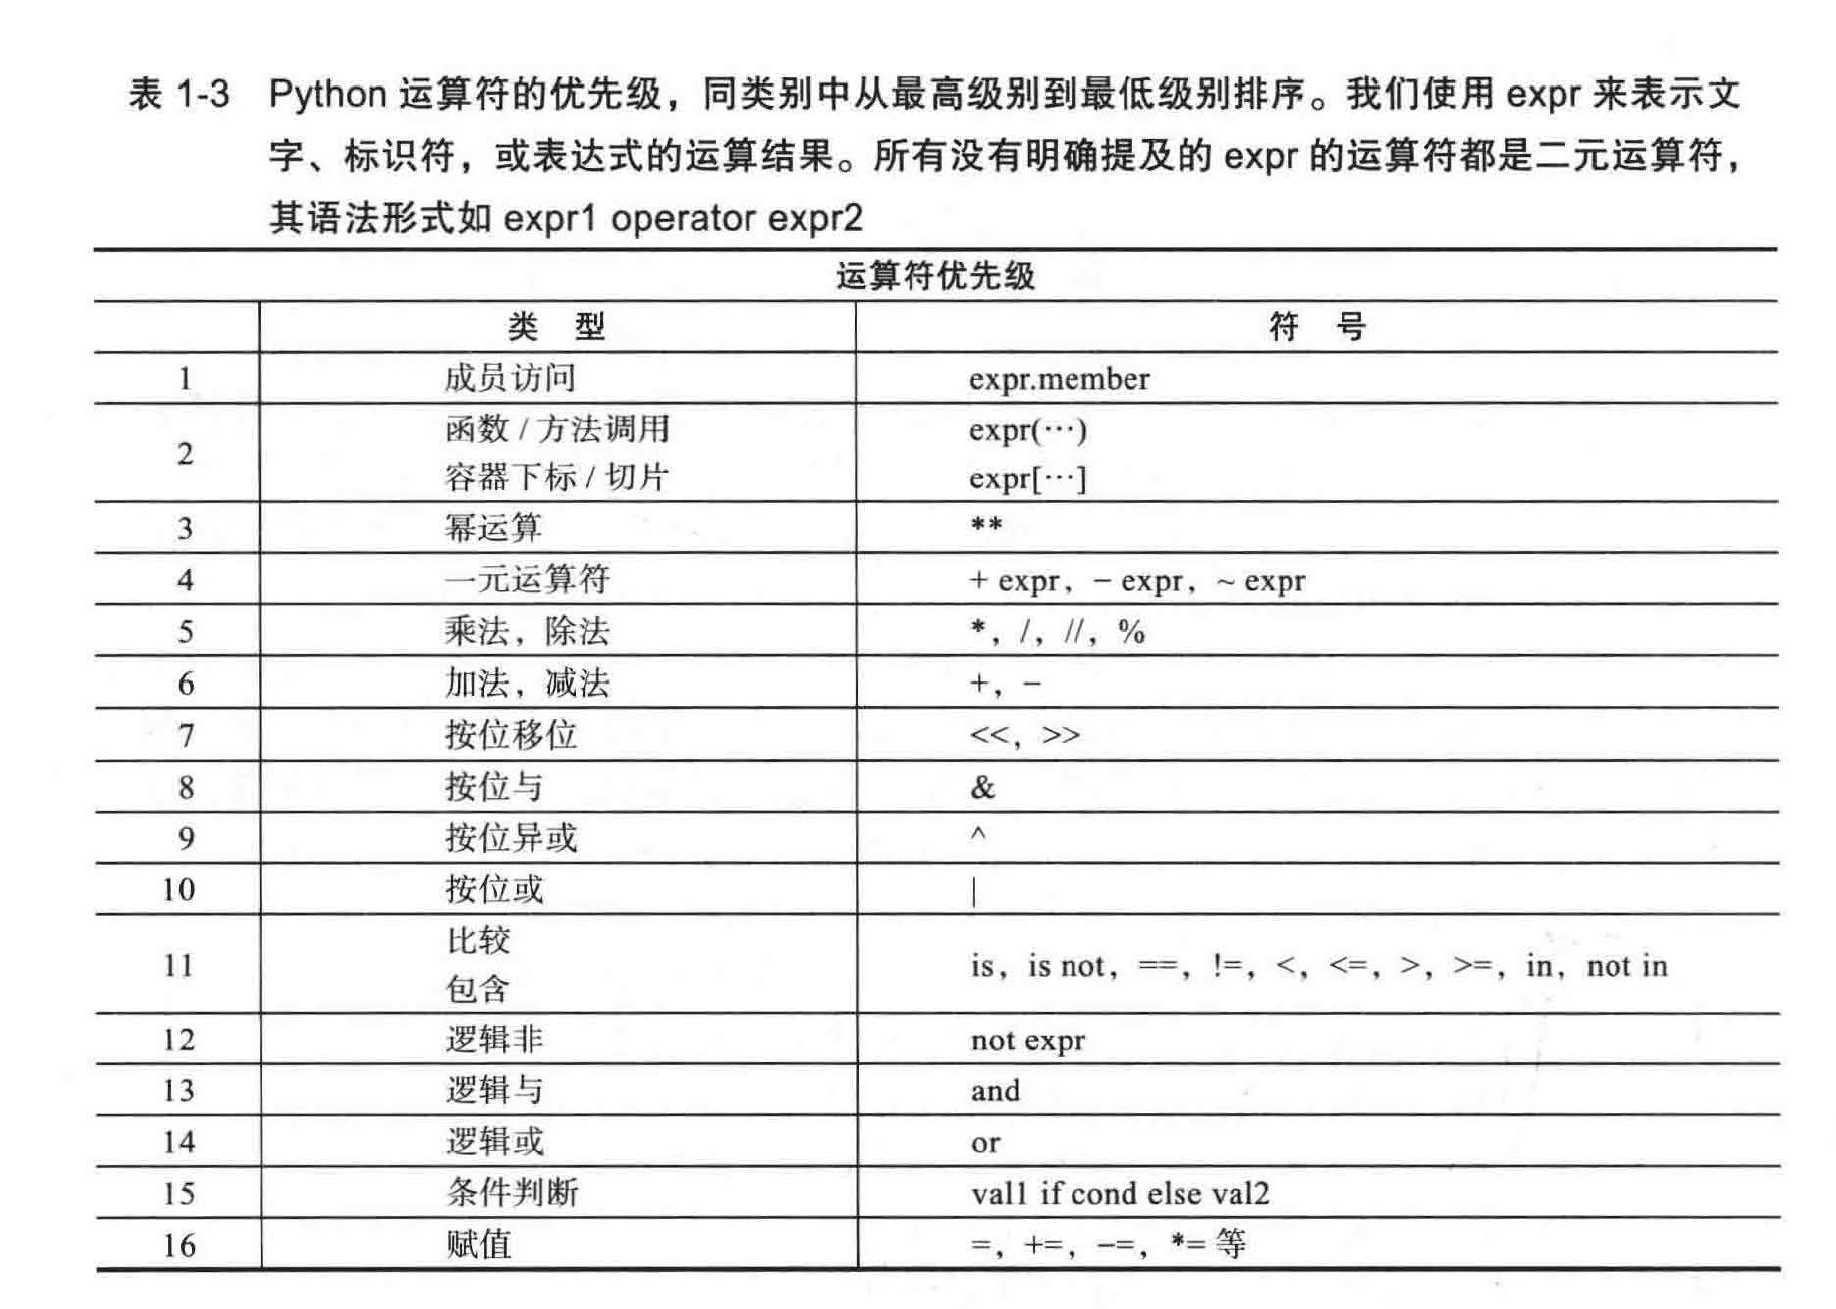 表 1-3 Python 运算符的优先级，同类别中从最高级别到最低级别排序。我们使用 expr 来表示文
字、标识符，或表达式的运算结果。所有没有明确提及的 expr 的运算符都是二元运算符，
其语法形式如 expr1 operator expr2
运算符优先级
类 型 符 号
1 成员访问 expr.member
2 函数 / 方法调用 expr(…)
容器下标 / 切片 expr[…]
3 幂运算 **
4 一元运算符 + expr，− expr，~ expr
5 乘法，除法 *，/，//，%
6 加法，减法 +，−
7 按位移位 <<，>>
8 按位与 &
9 按位异或 ^
10 按位或 |
11 比较 is，is not，==，!=，<，<=，>，>=，in，not in
包含
12 逻辑非 not expr
13 逻辑与 and
14 逻辑或 or
15 条件判断 val1 if cond else val2
16 赋值 =，+=，−=，*= 等